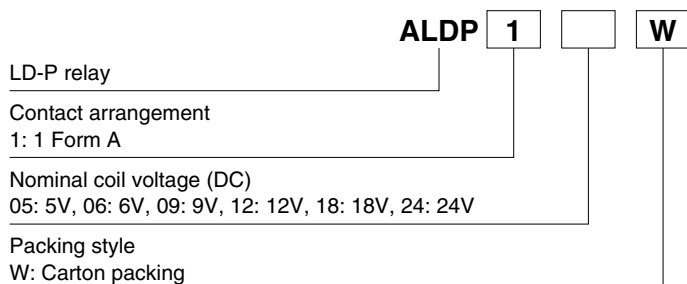 ALDP 1 W
LD-P relay
Contact arrangement
1: 1 Form A
Nominal coil voltage (DC)
05: 5V, 06: 6V, 09: 9V, 12: 12V, 18: 18V, 24: 24V
Packing style
W: Carton packing